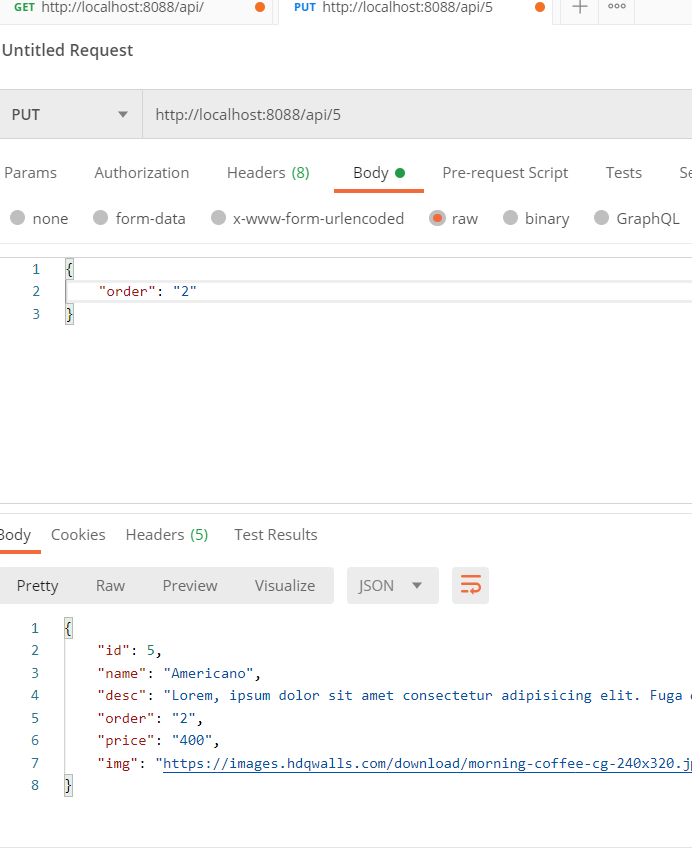 GET http://localhost:8088/api/ PUT http://localhost:8088/api/5
Untitled Request
PUT http://localhost:8088/api/5
Params Authorization Headers (8) Body Pre-request Script Tests
none form-data x-www-form-urlencoded raw binary GraphQL
1 {
2 "order": "2"
3 }
Body Cookies Headers (5) Test Results
Pretty Raw Preview Visualize JSON
1 {
2 "id": 5,
3 "name": "Americano",
4 "desc": "Lorem, ipsum dolor sit amet consectetur adipisicing elit. Fuga
5 "order": "2",
6 "price": "400",
7 "img": "https://images.hdqwalls.com/download/morning-coffee-cg-240x320.j
8 }